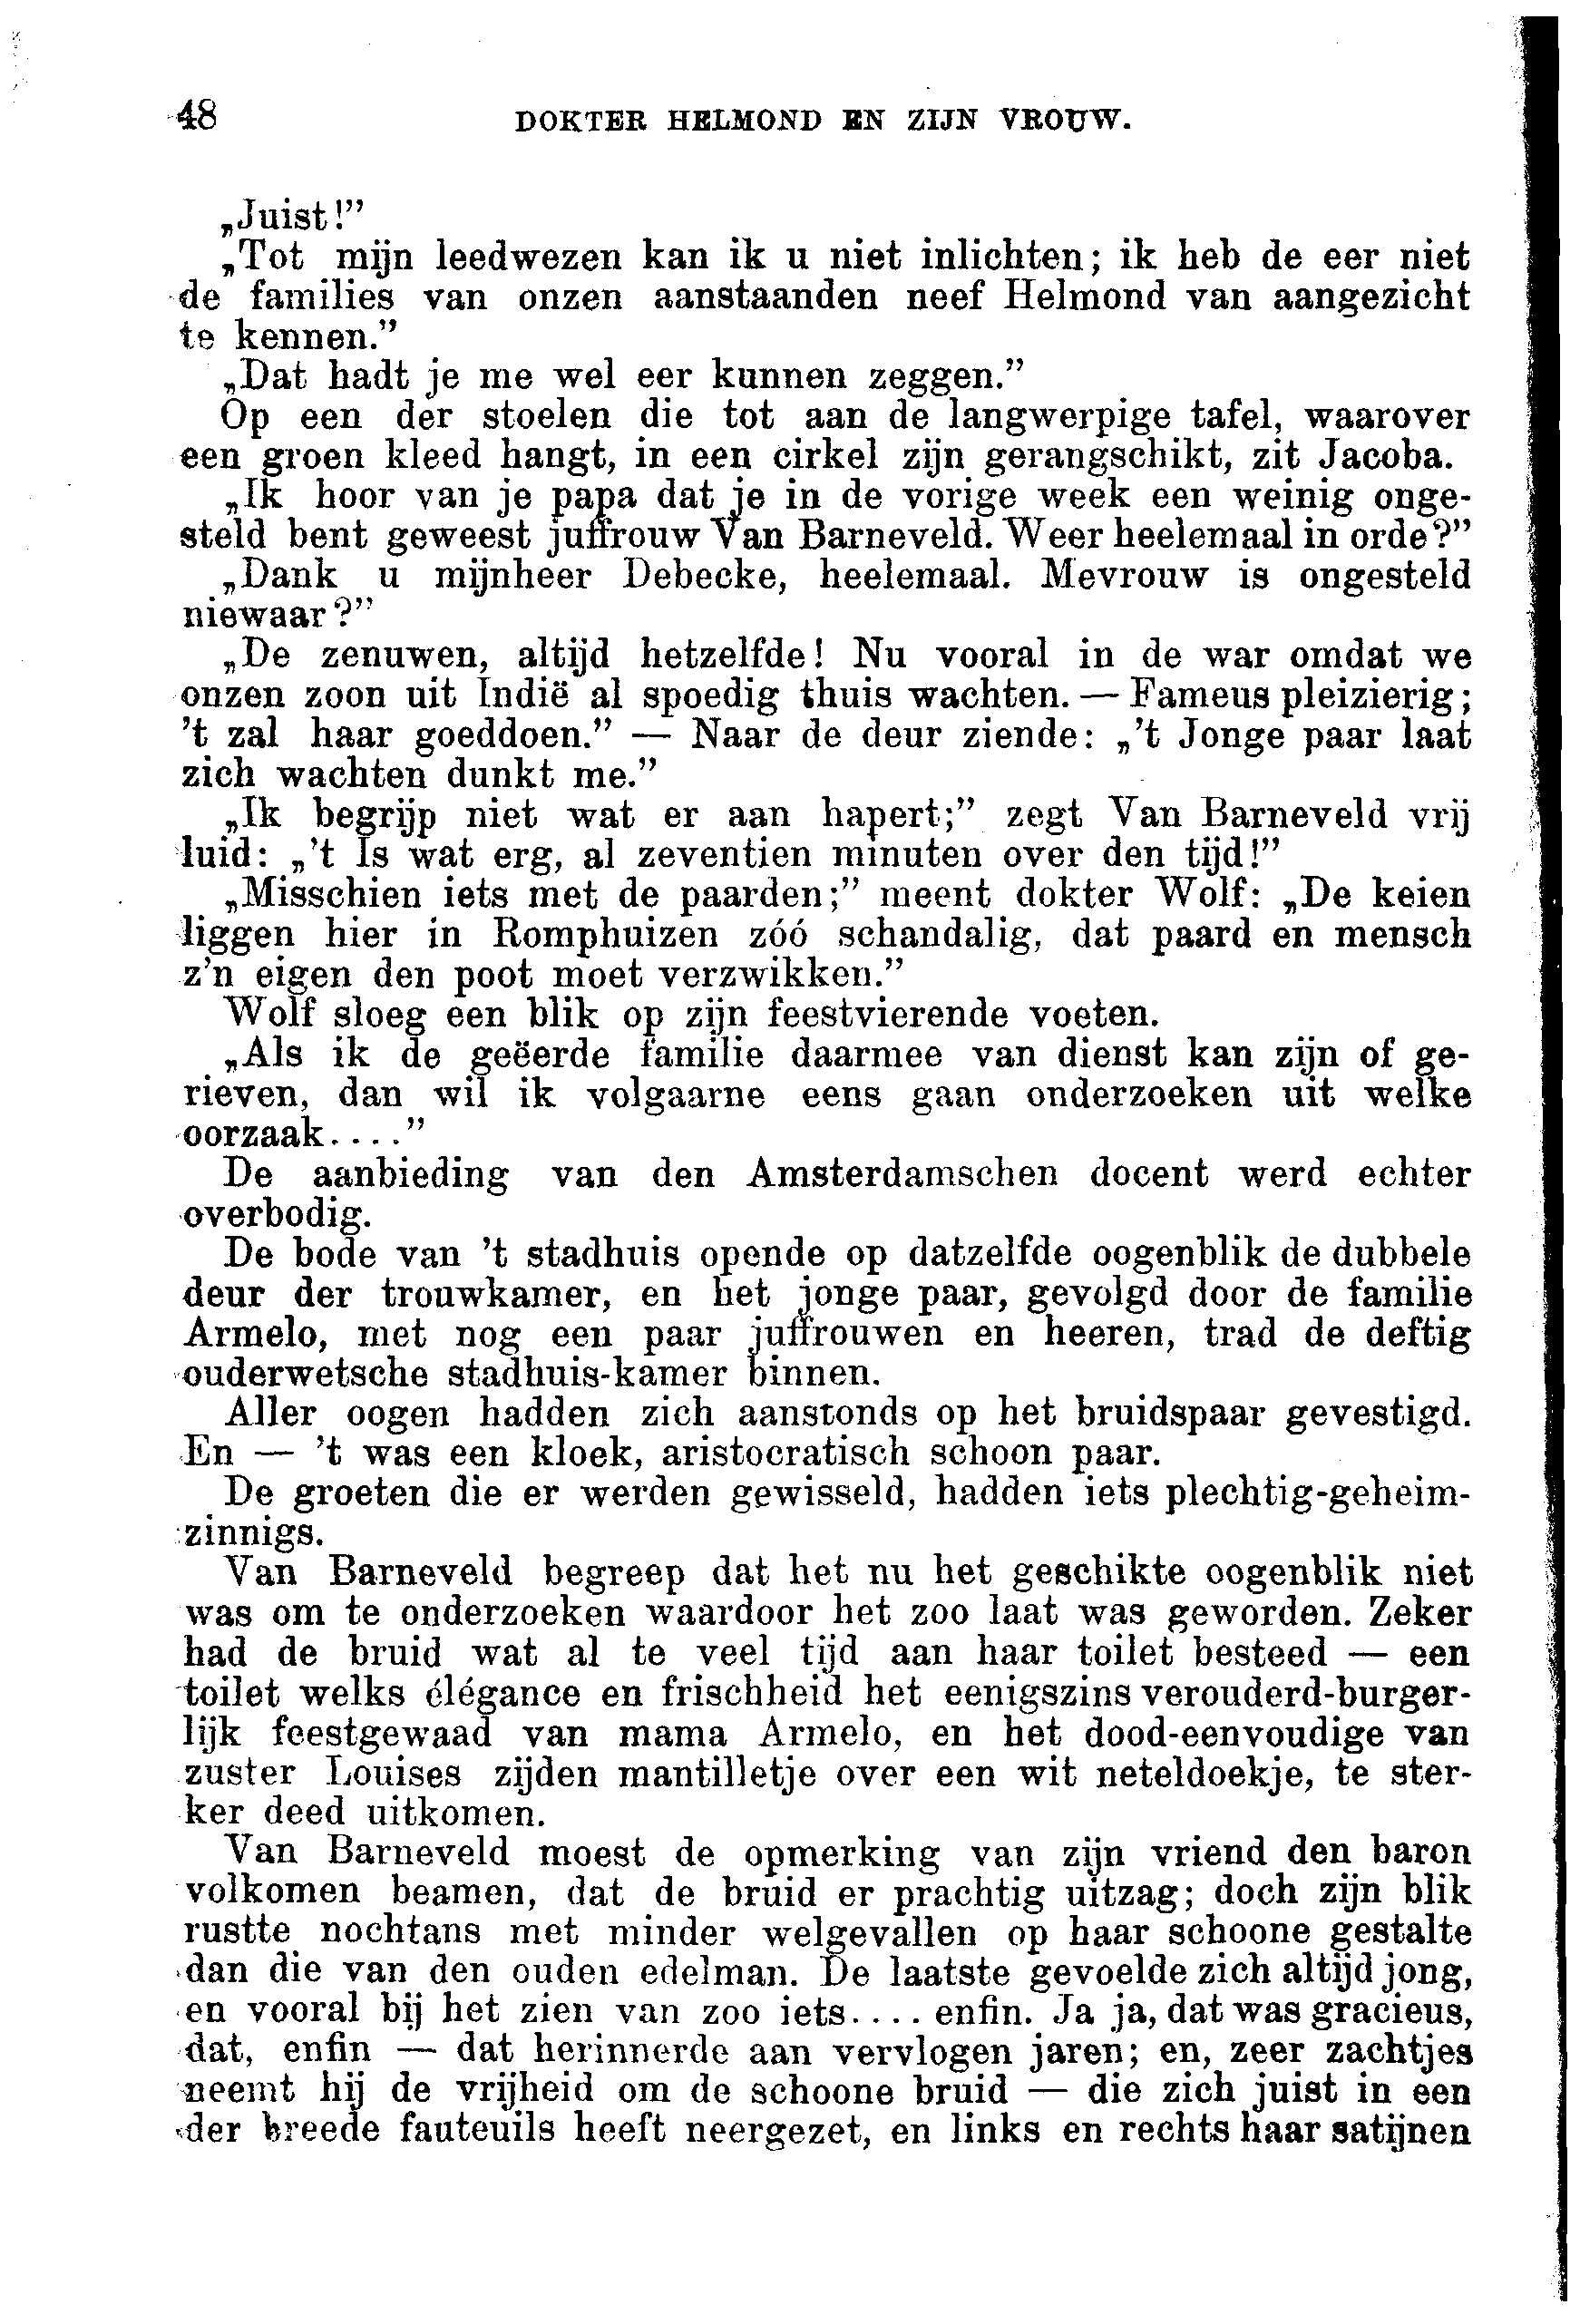 48 DOKTER HELMOND EN ZIJN VROUW.
„Juist!”
„Tot mijn leedwezen kan ik u niet inlichten; ik heb de eer niet
de families van onzen aanstaanden neef Helmond van aangezicht
te kennen.”
„Dat hadt je me wel eer kunnen zeggen.”
Op een der stoelen die tot aan de langwerpige tafel, waarover
een groen kleed hangt, in een cirkel zijn gerangschikt, zit Jacoba.
„Ik hoor van je papa dat je in de vorige week een weinig onge-
steld bent geweest juffrouw Van Barneveld. Weer heelemaal in orde?”
„Dank u mijnheer Debecke, heelemaal. Mevrouw is ongesteld
niewaar?”
„De zenuwen, altijd hetzelfde! Nu vooral in de war omdat we
onzen zoon uit Indië al spoedig thuis wachten. — Fameus pleizierig;
’t zal haar goeddoen.” — Naar de deur ziende: „’t Jonge paar laat
zich wachten dunkt me.”
„Ik begrijp niet wat er aan hapert;” zegt Van Barneveld vrij
luid: „’t Is wat erg, al zeventien minuten over den tijd!”
„Misschien iets met de paarden;” meent dokter Wolf: „De keien
liggen hier in Romphuizen zóó schandalig, dat paard en mensch
z’n eigen den poot moet verzwikken.”
Wolf sloeg een blik op zijn feestvierende voeten.
„Als ik de geëerde familie daarmee van dienst kan zijn of ge-
rieven, dan wil ik volgaarne eens gaan onderzoeken uit welke
oorzaak....”
De aanbieding van den Amsterdamschen docent werd echter
overbodig.
De bode van ’t stadhuis opende op datzelfde oogenblik de dubbele
deur der trouwkamer, en het jonge paar, gevolgd door de familie
Armelo, met nog een paar juffrouwen en heeren, trad de deftig
ouderwetsche stadhuis-kamer binnen.
Aller oogen hadden zich aanstonds op het bruidspaar gevestigd.
En — ’t was een kloek, aristocratisch schoon paar.
De groeten die er werden gewisseld, hadden iets plechtig-geheim-
zinnigs.
Van Barneveld begreep dat het nu het geschikte oogenblik niet
was om te onderzoeken waardoor het zoo laat was geworden. Zeker
had de bruid wat al te veel tijd aan haar toilet besteed — een
toilet welks élégance en frischheid het eenigszins verouderd-burger-
lijk feestgewaad van mama Armelo, en het dood-eenvoudige van
zuster Louises zijden mantilletje over een wit neteldoekje, te ster-
ker deed uitkomen.
Van Barneveld moest de opmerking van zijn vriend den baron
volkomen beamen, dat de bruid er prachtig uitzag; doch zijn blik
rustte nochtans met minder welgevallen op haar schoone gestalte
dan die van den ouden edelman. De laatste gevoelde zich altijd jong,
en vooral bij het zien van zoo iets.... enfin. Ja ja, dat was gracieus,
dat, enfin — dat herinnerde aan vervlogen jaren; en, zeer zachtjes
neemt hij de vrijheid om de schoone bruid — die zich juist in een
der breede fauteuils heeft neergezet, en links en rechts haar satijnen